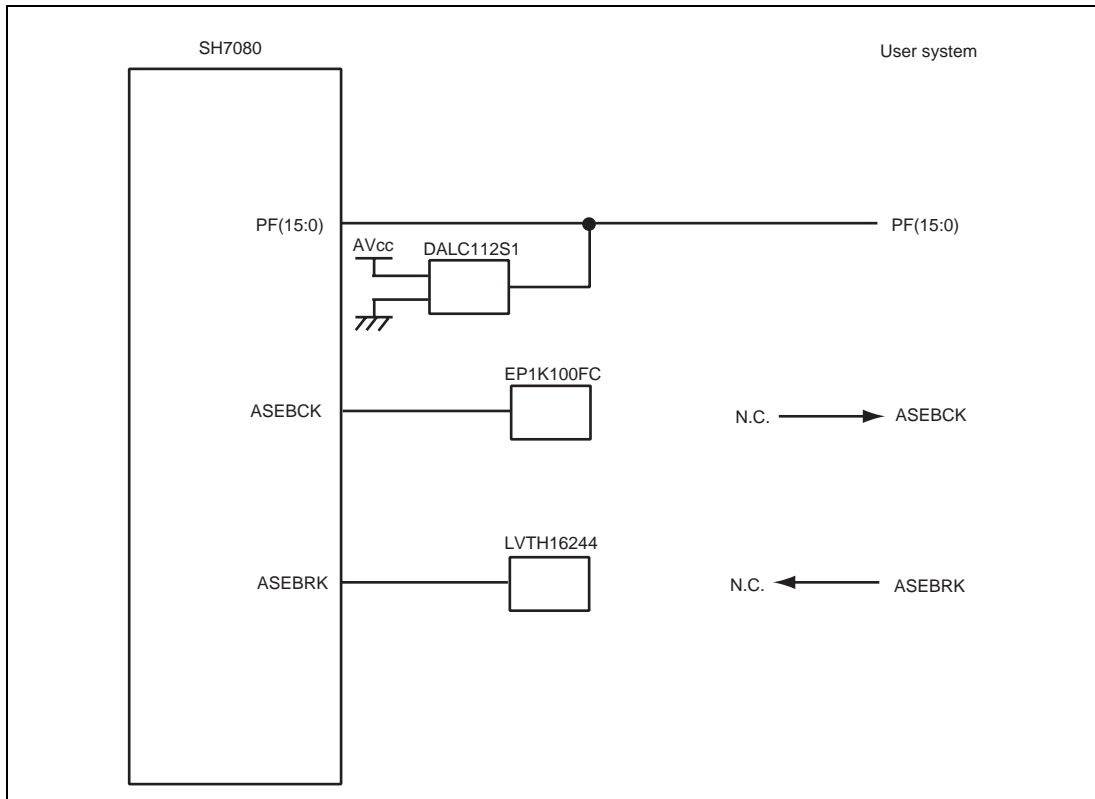 SH7080
User system
PF(15:0)
PF(15:0)
AVcc
DALC112S1
EP1K100FC
ASEBCK
N.C.
ASEBCK
LVTH16244
ASEBRK
N.C.
ASEBRK